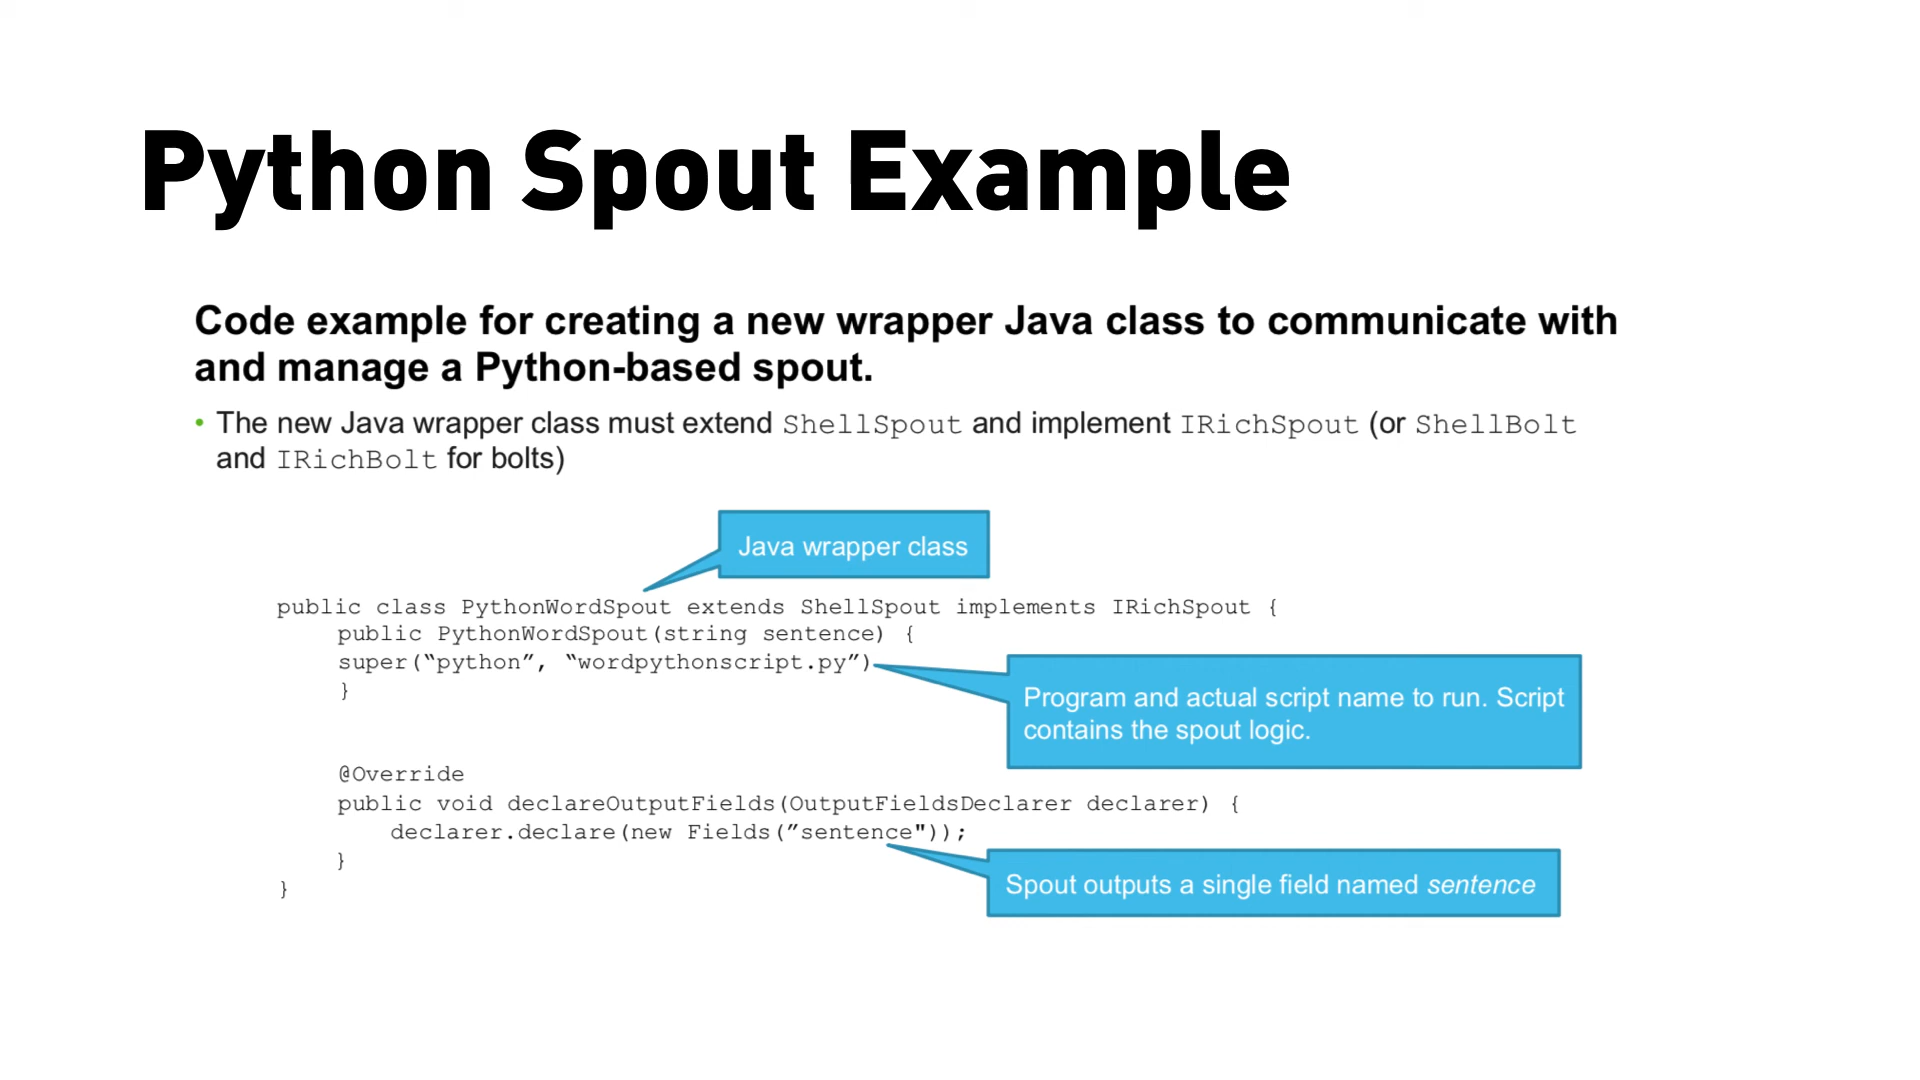 Python Spout Example
Code example for creating a new wrapper Java class to communicate with
and manage a Python-based spout.
• The new Java wrapper class must extend ShellSpout and implement IRichSpout (or ShellBolt
and IRichBolt for bolts)
Java wrapper class
public class PythonWordSpout extends ShellSpout implements IRichSpout {
public PythonWordSpout(string sentence) {
super(“python”, “wordpythonscript.py”)
}
Program and actual script name to run. Script
contains the spout logic.
@Override
public void declareOutputFields(OutputFieldsDeclarer declarer) {
declarer.declare(new Fields(”sentence"));
}
Spout outputs a single field named sentence
}